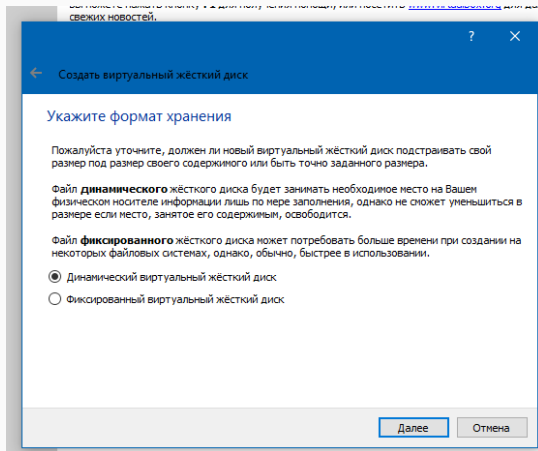 свежих новостей.
?
Создать виртуальный жёсткий диск
Укажите формат хранения
Пожалуйста уточните, должен ли новый виртуальный жёсткий диск подстраивать свой
размер под размер своего содержимого или быть точно заданного размера.
Файл динамического жёсткого диска будет занимать необходимое место на Вашем
физическом носителе информации лишь по мере заполнения, однако не сможет уменьшиться в
размере если место, занятое его содержимым, освободится.
Файл фиксированного жёсткого диска может потребовать больше времени при создании на
некоторых файловых системах, однако, обычно, быстрее в использовании.
Динамический виртуальный жёсткий диск
Фиксированный виртуальный жёсткий диск
Далее Отмена